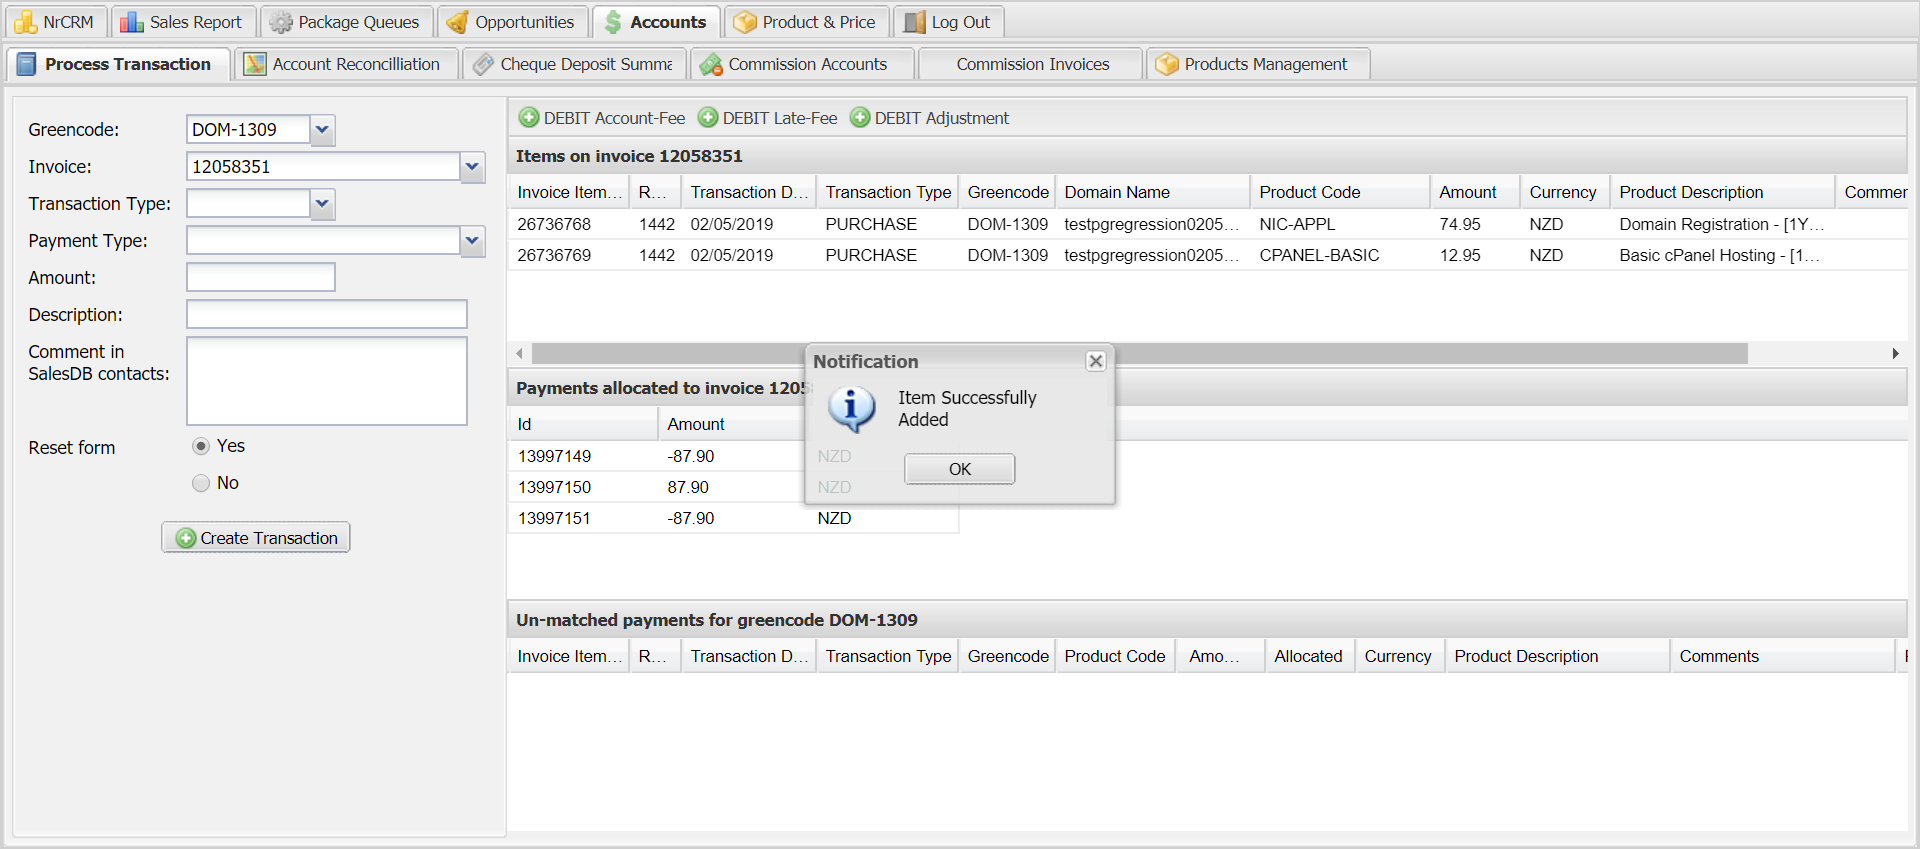 NrCRM Sales Report Package Queues Opportunities Accounts Product & Price Log Out
Process Transaction Account Reconcilliation Cheque Deposit Summa Commission Accounts Commission Invoices Products Management
Greencode: DOM-1309
Invoice: 12058351
Transaction Type:
Payment Type:
Amount:
Description:
Comment in
SalesDB contacts:
Reset form Yes
No
Create Transaction
DEBIT Account-Fee DEBIT Late-Fee DEBIT Adjustment
Items on invoice 12058351
Invoice Item... R... Transaction D... Transaction Type Greencode Domain Name Product Code Amount Currency Product Description Commen
26736768 1442 02/05/2019 PURCHASE DOM-1309 testpgregression0205... NIC-APPL 74.95 NZD Domain Registration - [1Y...
26736769 1442 02/05/2019 PURCHASE DOM-1309 testpgregression0205... CPANEL-BASIC 12.95 NZD Basic cPanel Hosting - [1...
Payments allocated to invoice 1205
Id Amount
13997149 -87.90 NZD
13997150 87.90 NZD
13997151 -87.90 NZD
Notification
Item Successfully
Added
OK
Un-matched payments for greencode DOM-1309
Invoice Item... R... Transaction D... Transaction Type Greencode Product Code Amo... Allocated Currency Product Description Comments